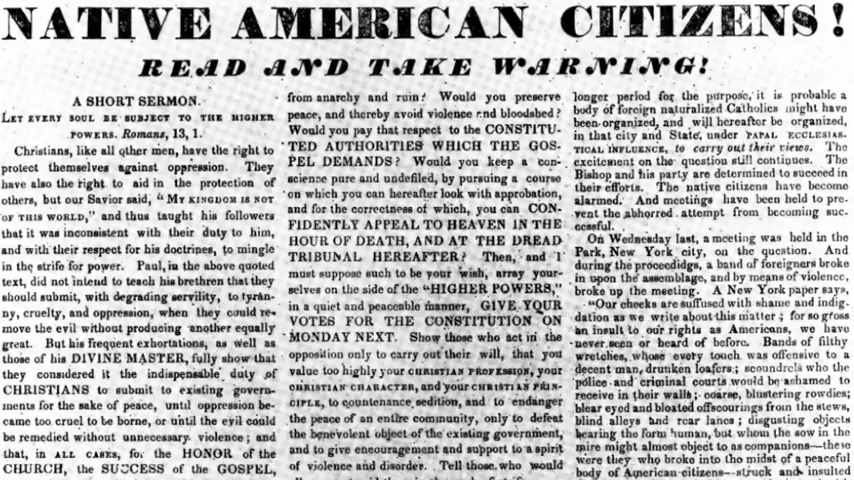 NATIVE AMERICAN CITIZENS!
READ AND TAKE WARNING!
A SHORT SERMON.
LET EVERY SOUL BE SUBJECT TO THE HIGHER
POWERS. Romans, 13, 1.
Christians, like all other men, have the right to
protect themselves against oppression. They
have also the right to aid in the protection of
others, but our Savior said, "MY KINGDOM IS NOT
OF THIS WORLD," and thus taught his followers
that it was inconsistent with their duty to him,
and with their respect for his doctrines, to mingle
in the strife for power. Paul, in the above quoted
text, did not intend to teach his brethren that they
should submit, with degrading servility, to tyran-
ny, cruelty, and oppression, when they could re-
move the evil without producing another equally
great. But his frequent exhortations, as well as
those of his DIVINE MASTER, fully show that
they considered it the indispensable duty of
CHRISTIANS to submit to existing govern-
ments for the sake of peace, until oppression be-
came too cruel to be borne, or until the evil could
be remedied without unnecessary violence; and
that, in ALL CASES, for the HONOR of the
CHURCH, the SUCCESS of the GOSPEL,
from anarchy and ruin? Would you preserve
peace, and thereby avoid violence and bloodshed?
Would you pay that respect to the CONSTITU-
TED AUTHORITIES WHICH THE GOS-
PEL DEMANDS? Would you keep a con-
science pure and undefiled, by pursuing a course
on which you can hereafter look with approbation,
and for the correctness of which, you can CON-
FIDENTLY APPEAL TO HEAVEN IN THE
HOUR OF DEATH, AND AT THE DREAD
TRIBUNAL HEREAFTER? Then, and I
must suppose such to be your wish, array your-
selves on the side of the "HIGHER POWERS,"
in a quiet and peaceable manner, GIVE YOUR
VOTES FOR THE CONSTITUTION ON
MONDAY NEXT. Show those who act in the
opposition only to carry out their will, that you
value too highly your CHRISTIAN PROFESSION, your
CHRISTIAN CHARACTER, and your CHRISTIAN PRIN-
CIPLE, to countenance sedition, and to endanger
the peace of an entire community, only to defeat
the benevolent object of the existing government,
and to give encouragement and support to a spirit
of violence and disorder. Tell those who would
longer period for the purpose, it is probable a
body of foreign naturalized Catholics might have
been organized, and will hereafter be organized,
in that city and State, under PAPAL ECCLESIAS-
TICAL INFLUENCE, to carry out their views. The
excitement on the question still continues. The
Bishop and his party are determined to succeed in
their efforts. The native citizens have become
alarmed. And meetings have been held to pre-
vent the abhorred attempt from becoming suc-
cessful.
On Wednesday last, a meeting was held in the
Park, New York city, on the question. And
during the proceedidgs, a band of foreigners broke
in upon the assemblage, and by means of violence,
broke up the meeting. A New York paper says,
"Our cheeks are suffused with shame and indig-
dation as we write about this matter; for so gross
an insult to our rights as Americans, we have
never seen or heard of before. Bands of filthy
wretches, whose every touch was offensive to a
decent man, drunken loafers; scoundrels who the
police and criminal courts would be ashamed to
receive in their walls; coarse, blustering rowdies;
blear eyed and bloated offscourings from the stews,
blind alleys and rear lanes; disgusting objects
bearing the form human, but whom the sow in the
mire might almost object to as companions—these
were they who broke into the midst of a peaceful
body of American citizens—struck and insulted